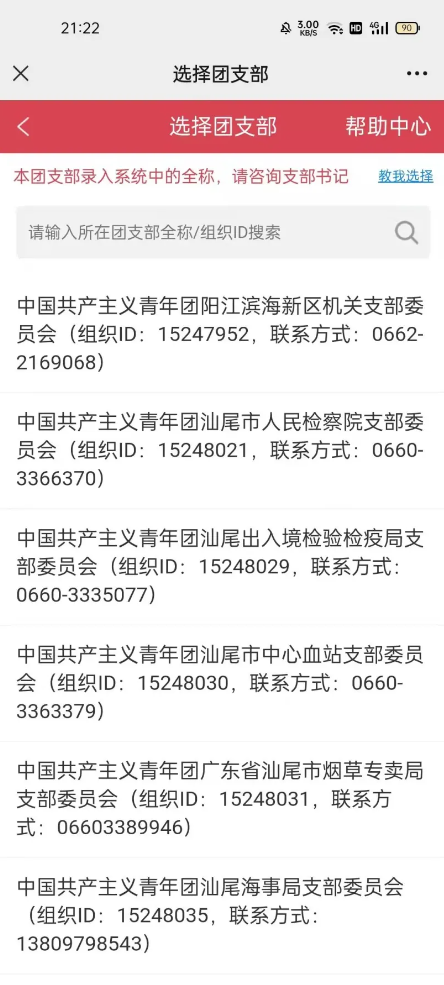 21:22
3.00
KB/S
HD
4G
90
选择团支部
选择团支部
帮助中心
本团支部录入系统中的全称，请咨询支部书记
教我选择
请输入所在团支部全称/组织ID搜索
中国共产主义青年团阳江滨海新区机关支部委
员会（组织ID：15247952，联系方式：0662-
2169068）
中国共产主义青年团汕尾市人民检察院支部委
员会（组织ID：15248021，联系方式：0660-
3366370）
中国共产主义青年团汕尾出入境检验检疫局支
部委员会（组织ID：15248029，联系方式：
0660-3335077）
中国共产主义青年团汕尾市中心血站支部委员
会（组织ID：15248030，联系方式：0660-
3363379）
中国共产主义青年团广东省汕尾市烟草专卖局
支部委员会（组织ID：15248031，联系方
式：06603389946）
中国共产主义青年团汕尾海事局支部委员会
（组织ID：15248035，联系方式：
13809798543）